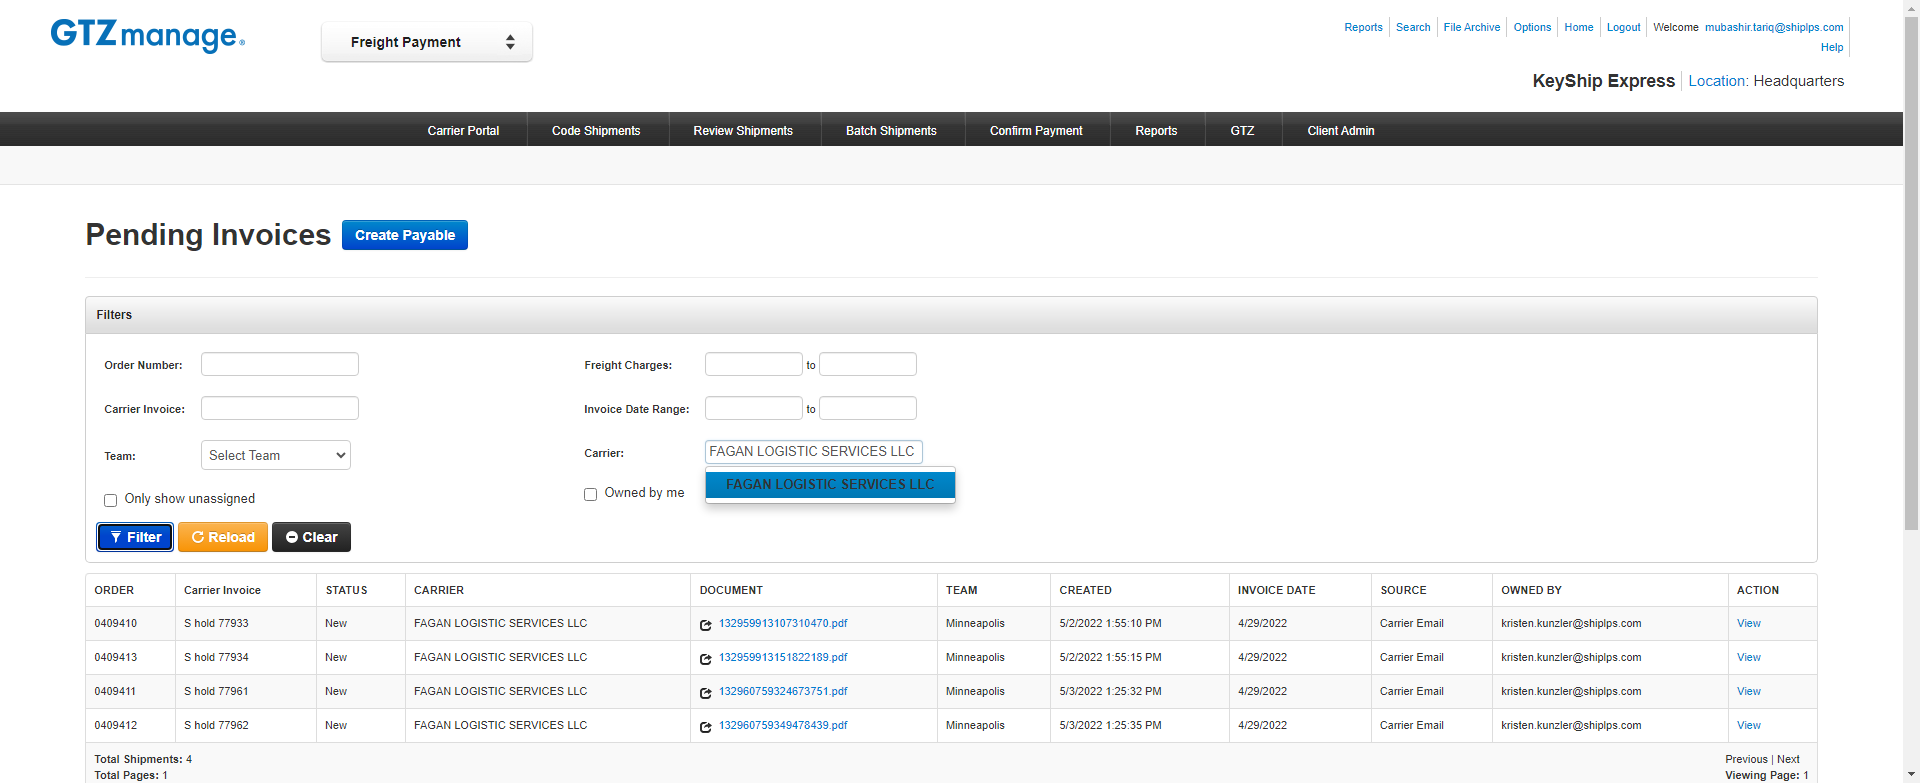 GTZmanage®
Freight Payment
Reports Search File Archive Options Home Logout Welcome mubashir.tariq@shiplps.com
Help
KeyShip Express Location: Headquarters
Carrier Portal Code Shipments Review Shipments Batch Shipments Confirm Payment Reports GTZ Client Admin
Pending Invoices Create Payable
Filters
Order Number: Freight Charges: to
Carrier Invoice: Invoice Date Range: to
Team: Select Team Carrier: FAGAN LOGISTIC SERVICES LLC
FAGAN LOGISTIC SERVICES LLC
Only show unassigned Owned by me
Filter Reload Clear
ORDER Carrier Invoice STATUS CARRIER DOCUMENT TEAM CREATED INVOICE DATE SOURCE OWNED BY ACTION
0409410 S hold 77933 New FAGAN LOGISTIC SERVICES LLC 132959913107310470.pdf Minneapolis 5/2/2022 1:55:10 PM 4/29/2022 Carrier Email kristen.kunzler@shiplps.com View
0409413 S hold 77934 New FAGAN LOGISTIC SERVICES LLC 132959913151822189.pdf Minneapolis 5/2/2022 1:55:15 PM 4/29/2022 Carrier Email kristen.kunzler@shiplps.com View
0409411 S hold 77961 New FAGAN LOGISTIC SERVICES LLC 132960759324673751.pdf Minneapolis 5/3/2022 1:25:32 PM 4/29/2022 Carrier Email kristen.kunzler@shiplps.com View
0409412 S hold 77962 New FAGAN LOGISTIC SERVICES LLC 132960759349478439.pdf Minneapolis 5/3/2022 1:25:35 PM 4/29/2022 Carrier Email kristen.kunzler@shiplps.com View
Total Shipments: 4 Previous | Next
Total Pages: 1 Viewing Page: 1